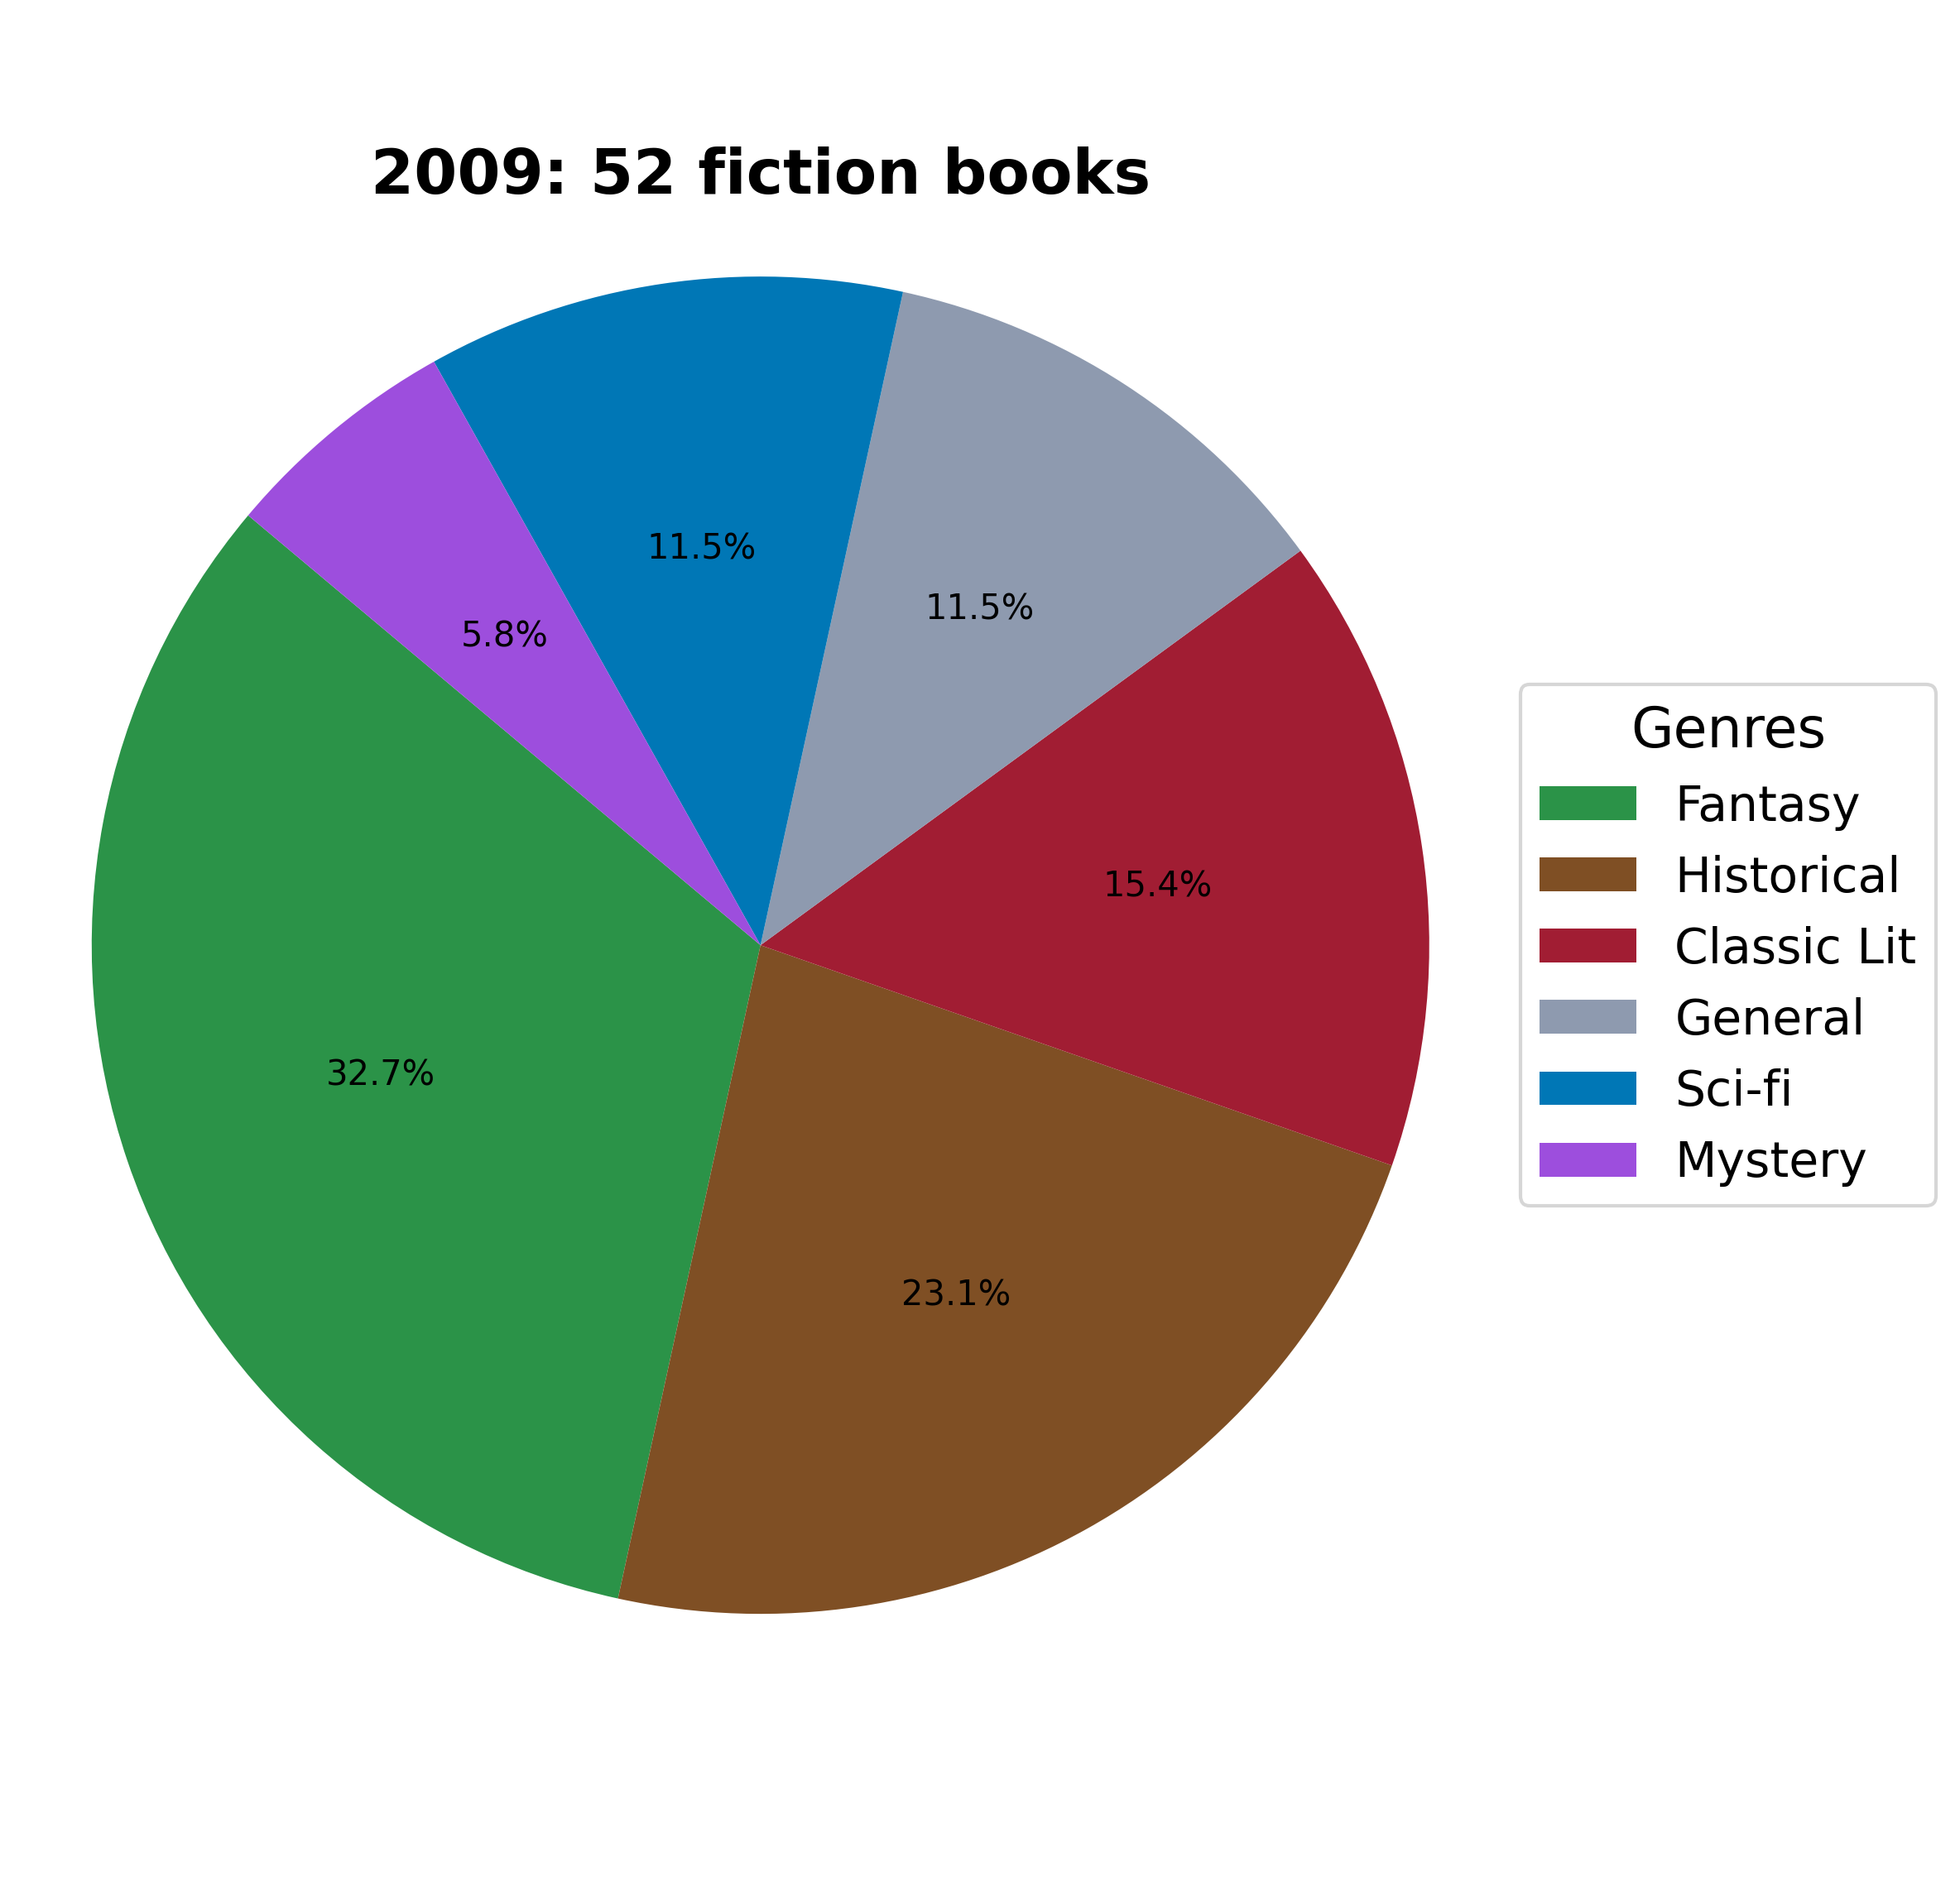 2009: 52 fiction books
11.5%
11.5%
5.8%
15.4%
32.7%
23.1%
Genres
Fantasy
Historical
Classic Lit
General
Sci-fi
Mystery